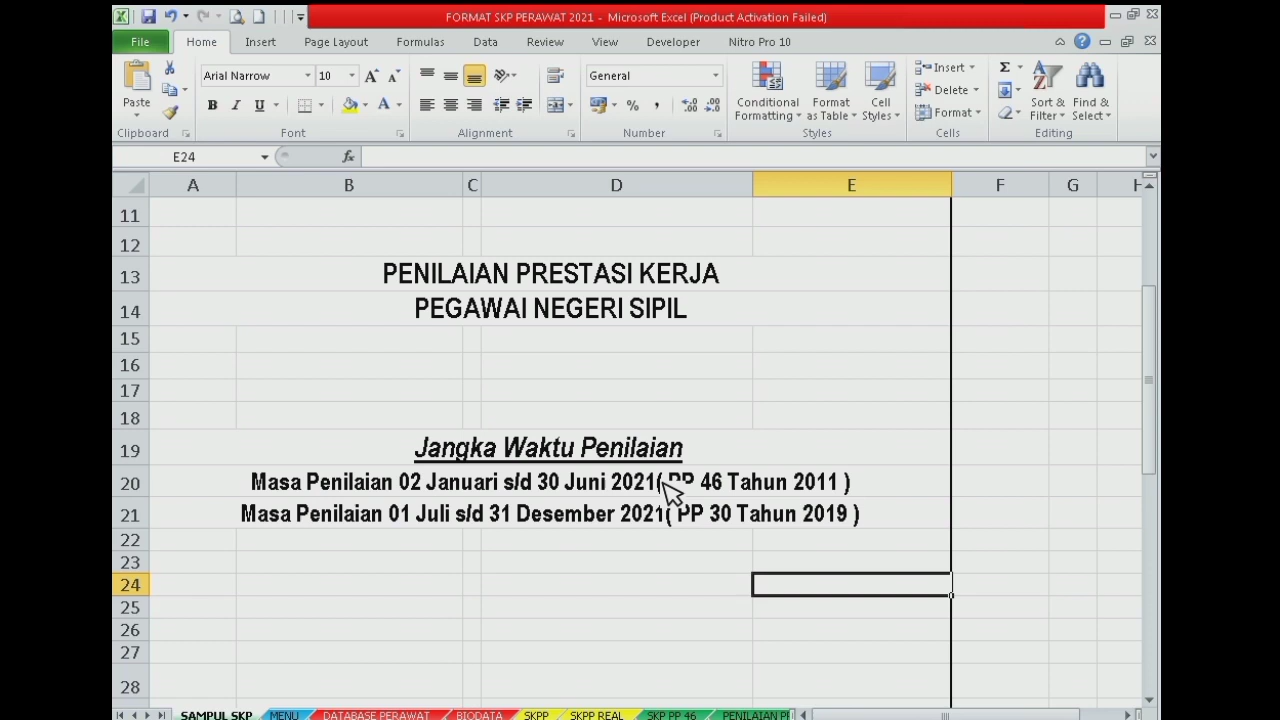 FORMAT SKP PERAWAT 2021 - Microsoft Excel (Product Activation Failed)
File Home Insert Page Layout Formulas Data Review View Developer Nitro Pro 10
Arial Narrow 10 General Insert Σ
Delete
Paste B I U % , Conditional Formatting Format as Table Cell Styles Format Sort & Filter Find & Select
Clipboard Font Alignment Number Styles Cells Editing
E24 fx
A B C D E F G H
11
12
13 PENILAIAN PRESTASI KERJA
14 PEGAWAI NEGERI SIPIL
15
16
17
18
19 Jangka Waktu Penilaian
20 Masa Penilaian 02 Januari s/d 30 Juni 2021( PP 46 Tahun 2011 )
21 Masa Penilaian 01 Juli s/d 31 Desember 2021( PP 30 Tahun 2019 )
22
23
24
25
26
27
28
SAMPUL SKP MENU DATABASE PERAWAT BIODATA SKPP SKPP REAL SKP PP 46 PENILAIAN